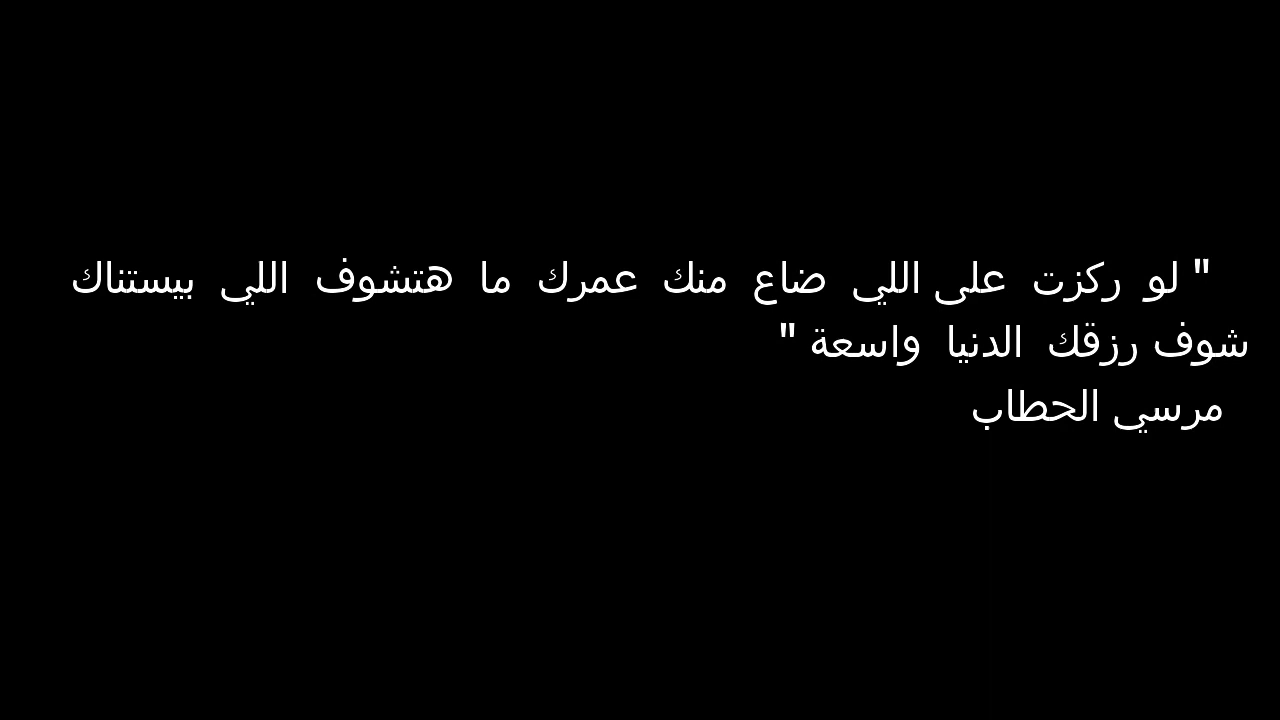 " لو ركزت على اللي ضاع منك عمرك ما هتشوف اللي بيستناك
شوف رزقك الدنيا واسعة "
مرسي الحطاب